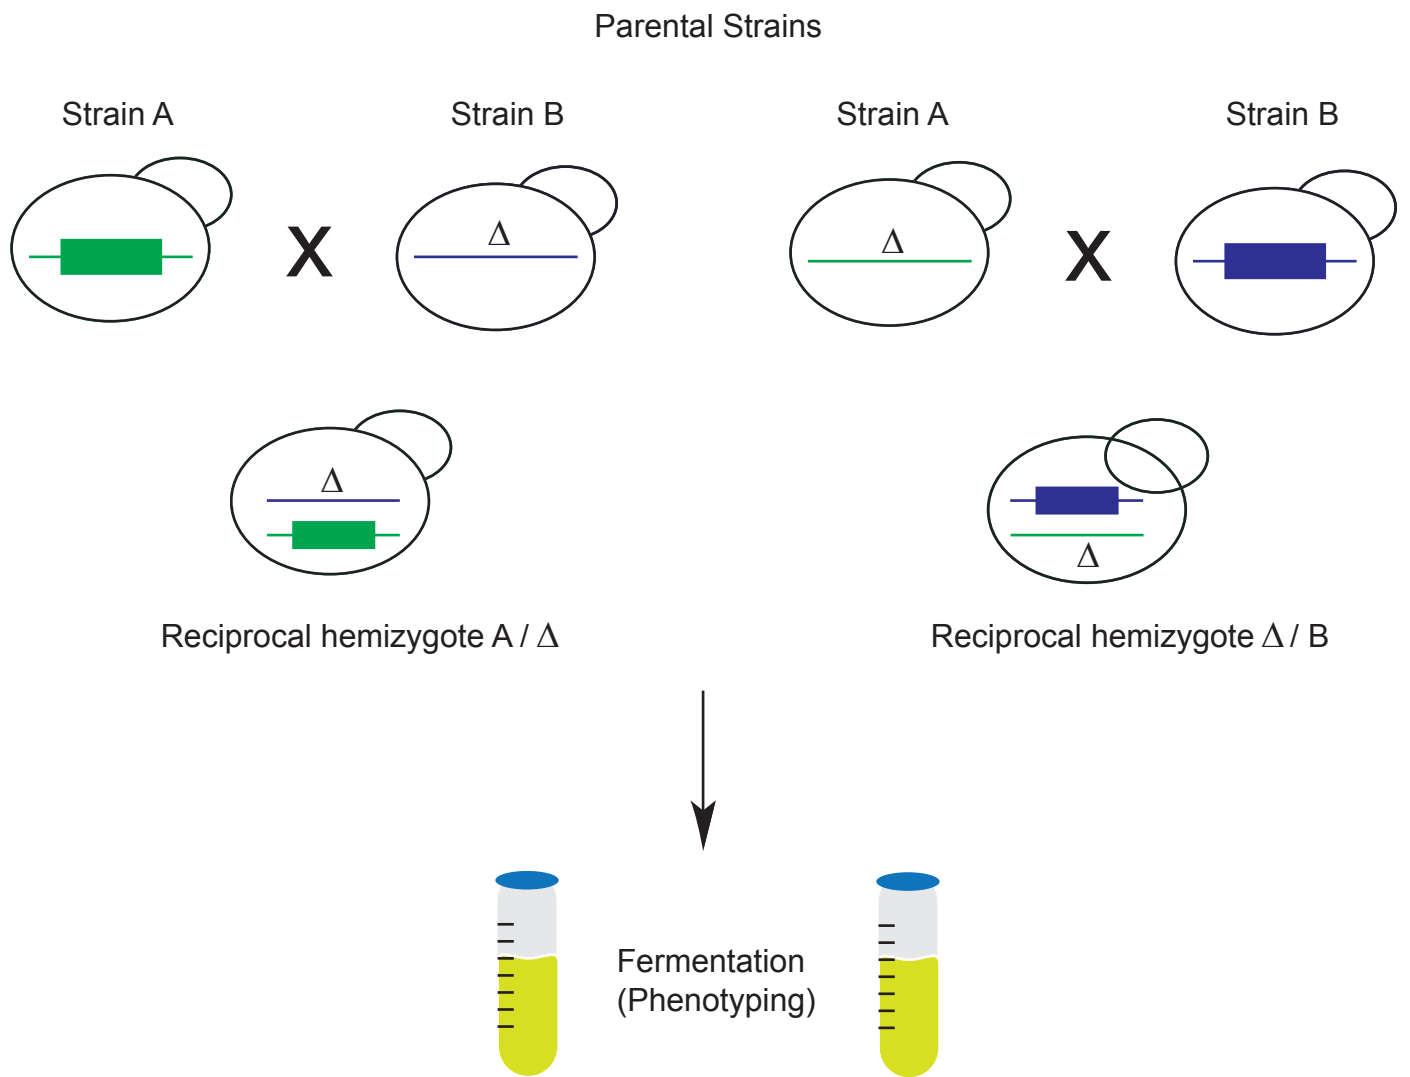 Parental Strains
Strain A
Strain B
Strain A
Strain B
Δ
X
Δ
X
Δ
Δ
Reciprocal hemizygote A / Δ
Reciprocal hemizygote Δ / B
Fermentation
(Phenotyping)